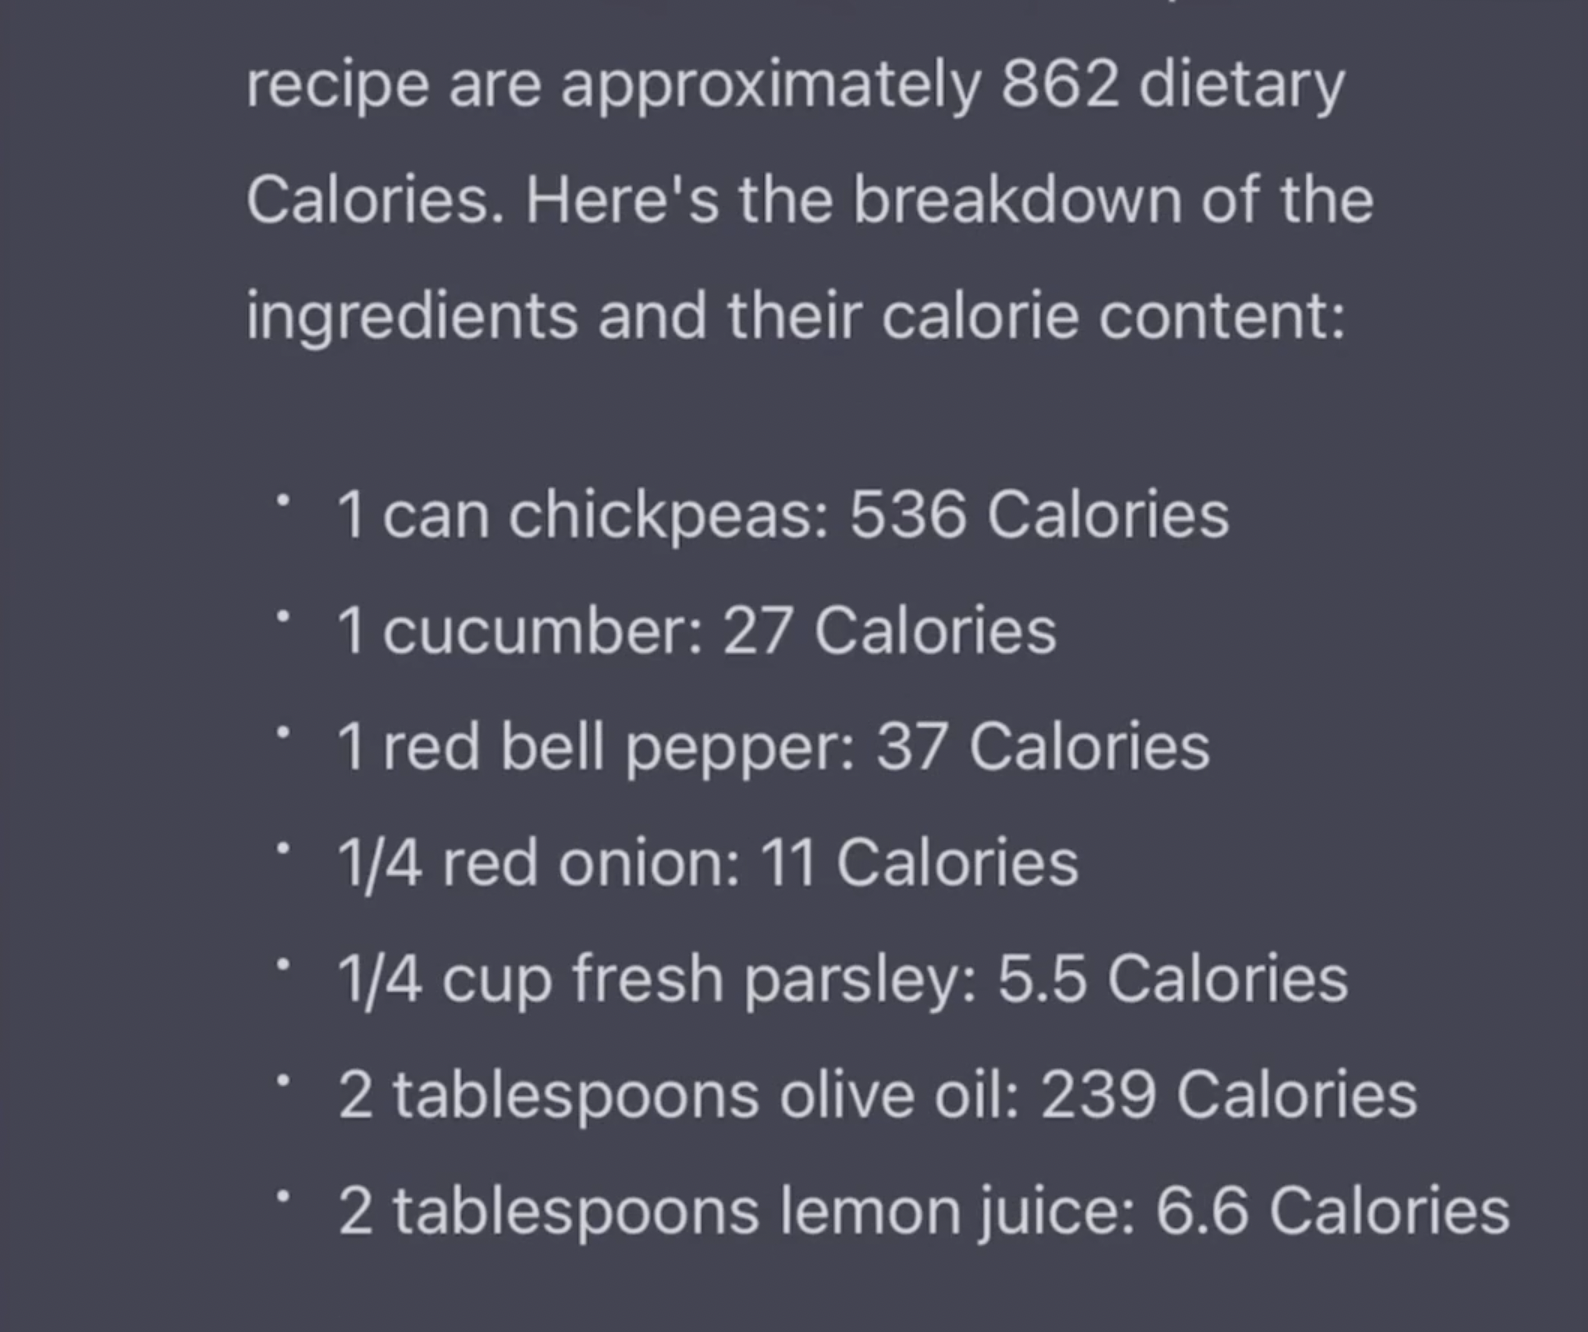 recipe are approximately 862 dietary
Calories. Here's the breakdown of the
ingredients and their calorie content:
• 1 can chickpeas: 536 Calories
• 1 cucumber: 27 Calories
• 1 red bell pepper: 37 Calories
• 1/4 red onion: 11 Calories
• 1/4 cup fresh parsley: 5.5 Calories
• 2 tablespoons olive oil: 239 Calories
• 2 tablespoons lemon juice: 6.6 Calories